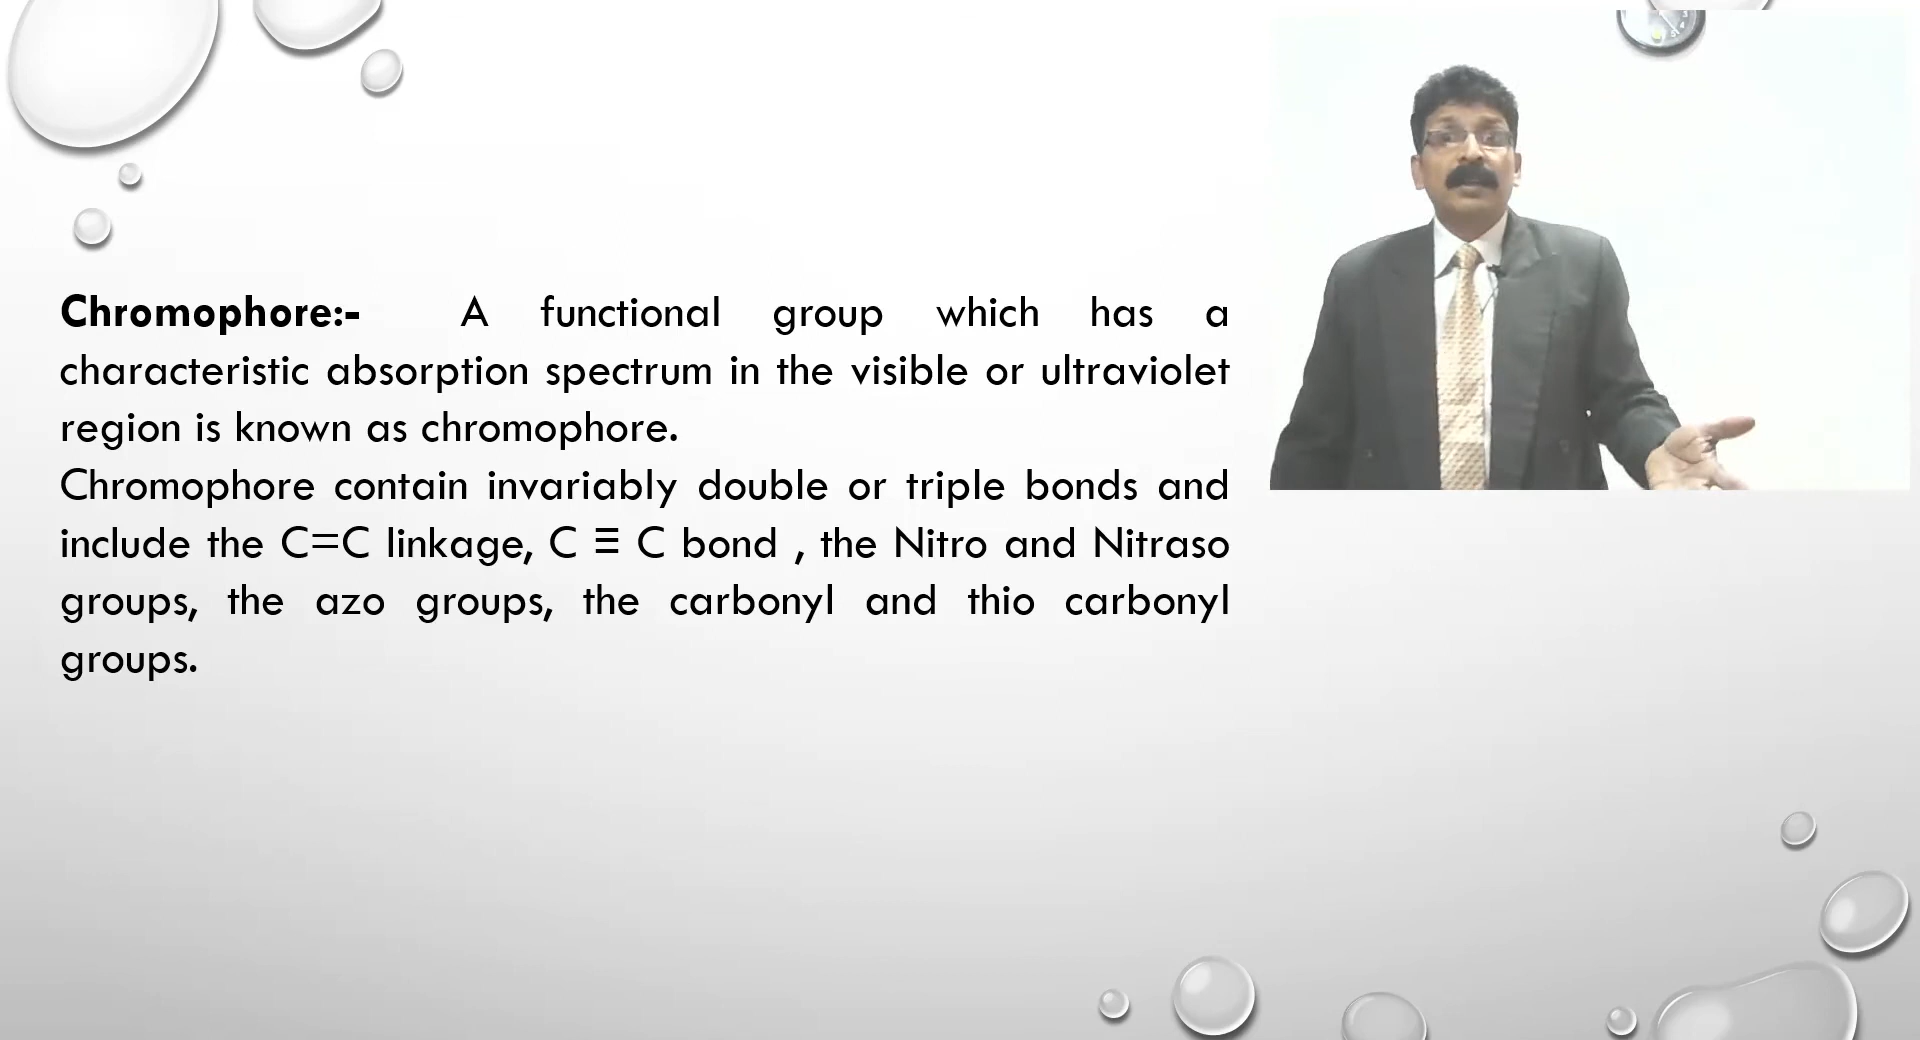 Chromophore:- A functional group which has a
characteristic absorption spectrum in the visible or ultraviolet
region is known as chromophore.
Chromophore contain invariably double or triple bonds and
include the C=C linkage, C ≡ C bond , the Nitro and Nitraso
groups, the azo groups, the carbonyl and thio carbonyl
groups.